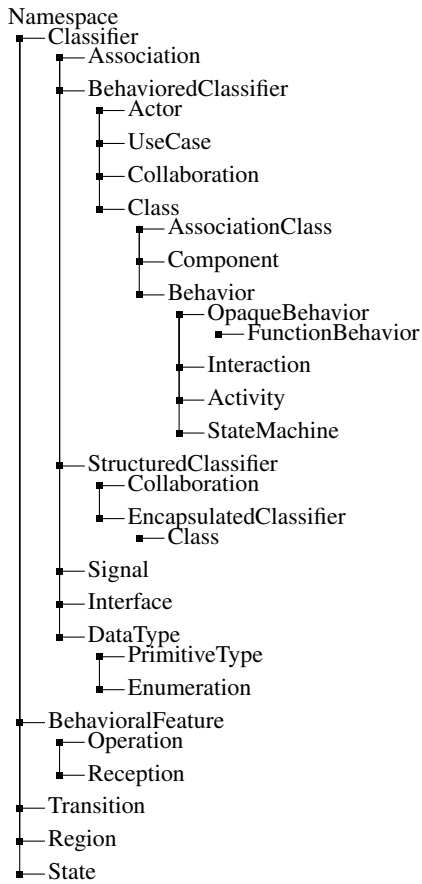 Namespace
Classifier
Association
BehavioredClassifier
Actor
UseCase
Collaboration
Class
AssociationClass
Component
Behavior
OpaqueBehavior
FunctionBehavior
Interaction
Activity
StateMachine
StructuredClassifier
Collaboration
EncapsulatedClassifier
Class
Signal
Interface
DataType
PrimitiveType
Enumeration
BehavioralFeature
Operation
Reception
Transition
Region
State